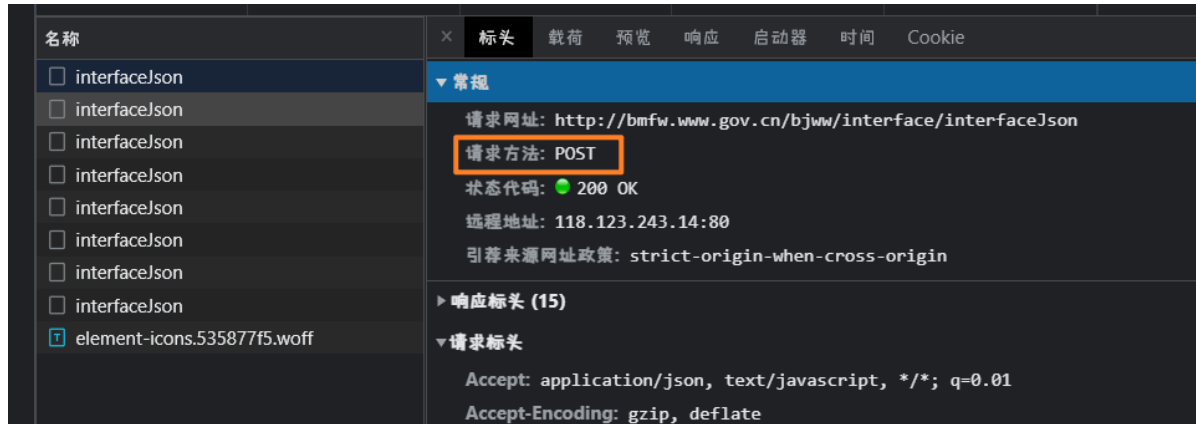 名称
× 标头 载荷 预览 响应 启动器 时间 Cookie
interfaceJson
interfaceJson
interfaceJson
interfaceJson
interfaceJson
interfaceJson
interfaceJson
interfaceJson
element-icons.535877f5.woff
▼常规
请求网址: http://bmfw.www.gov.cn/bjww/interface/interfaceJson
请求方法: POST
状态代码: 200 OK
远程地址: 118.123.243.14:80
引荐来源网址政策: strict-origin-when-cross-origin
▶响应标头 (15)
▼请求标头
Accept: application/json, text/javascript, */*; q=0.01
Accept-Encoding: gzip, deflate